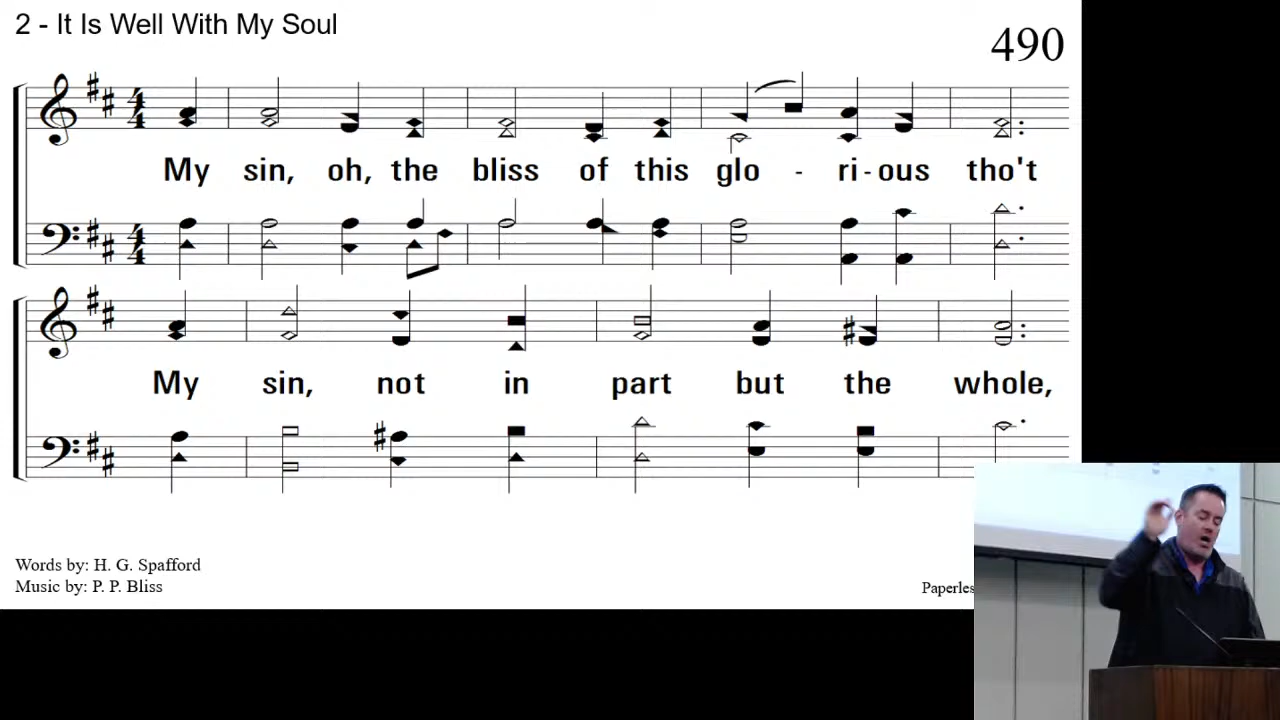 2 - It Is Well With My Soul
490
My sin, oh, the bliss of this glo - ri - ous tho't
My sin, not in part but the whole,
Words by: H. G. Spafford
Music by: P. P. Bliss